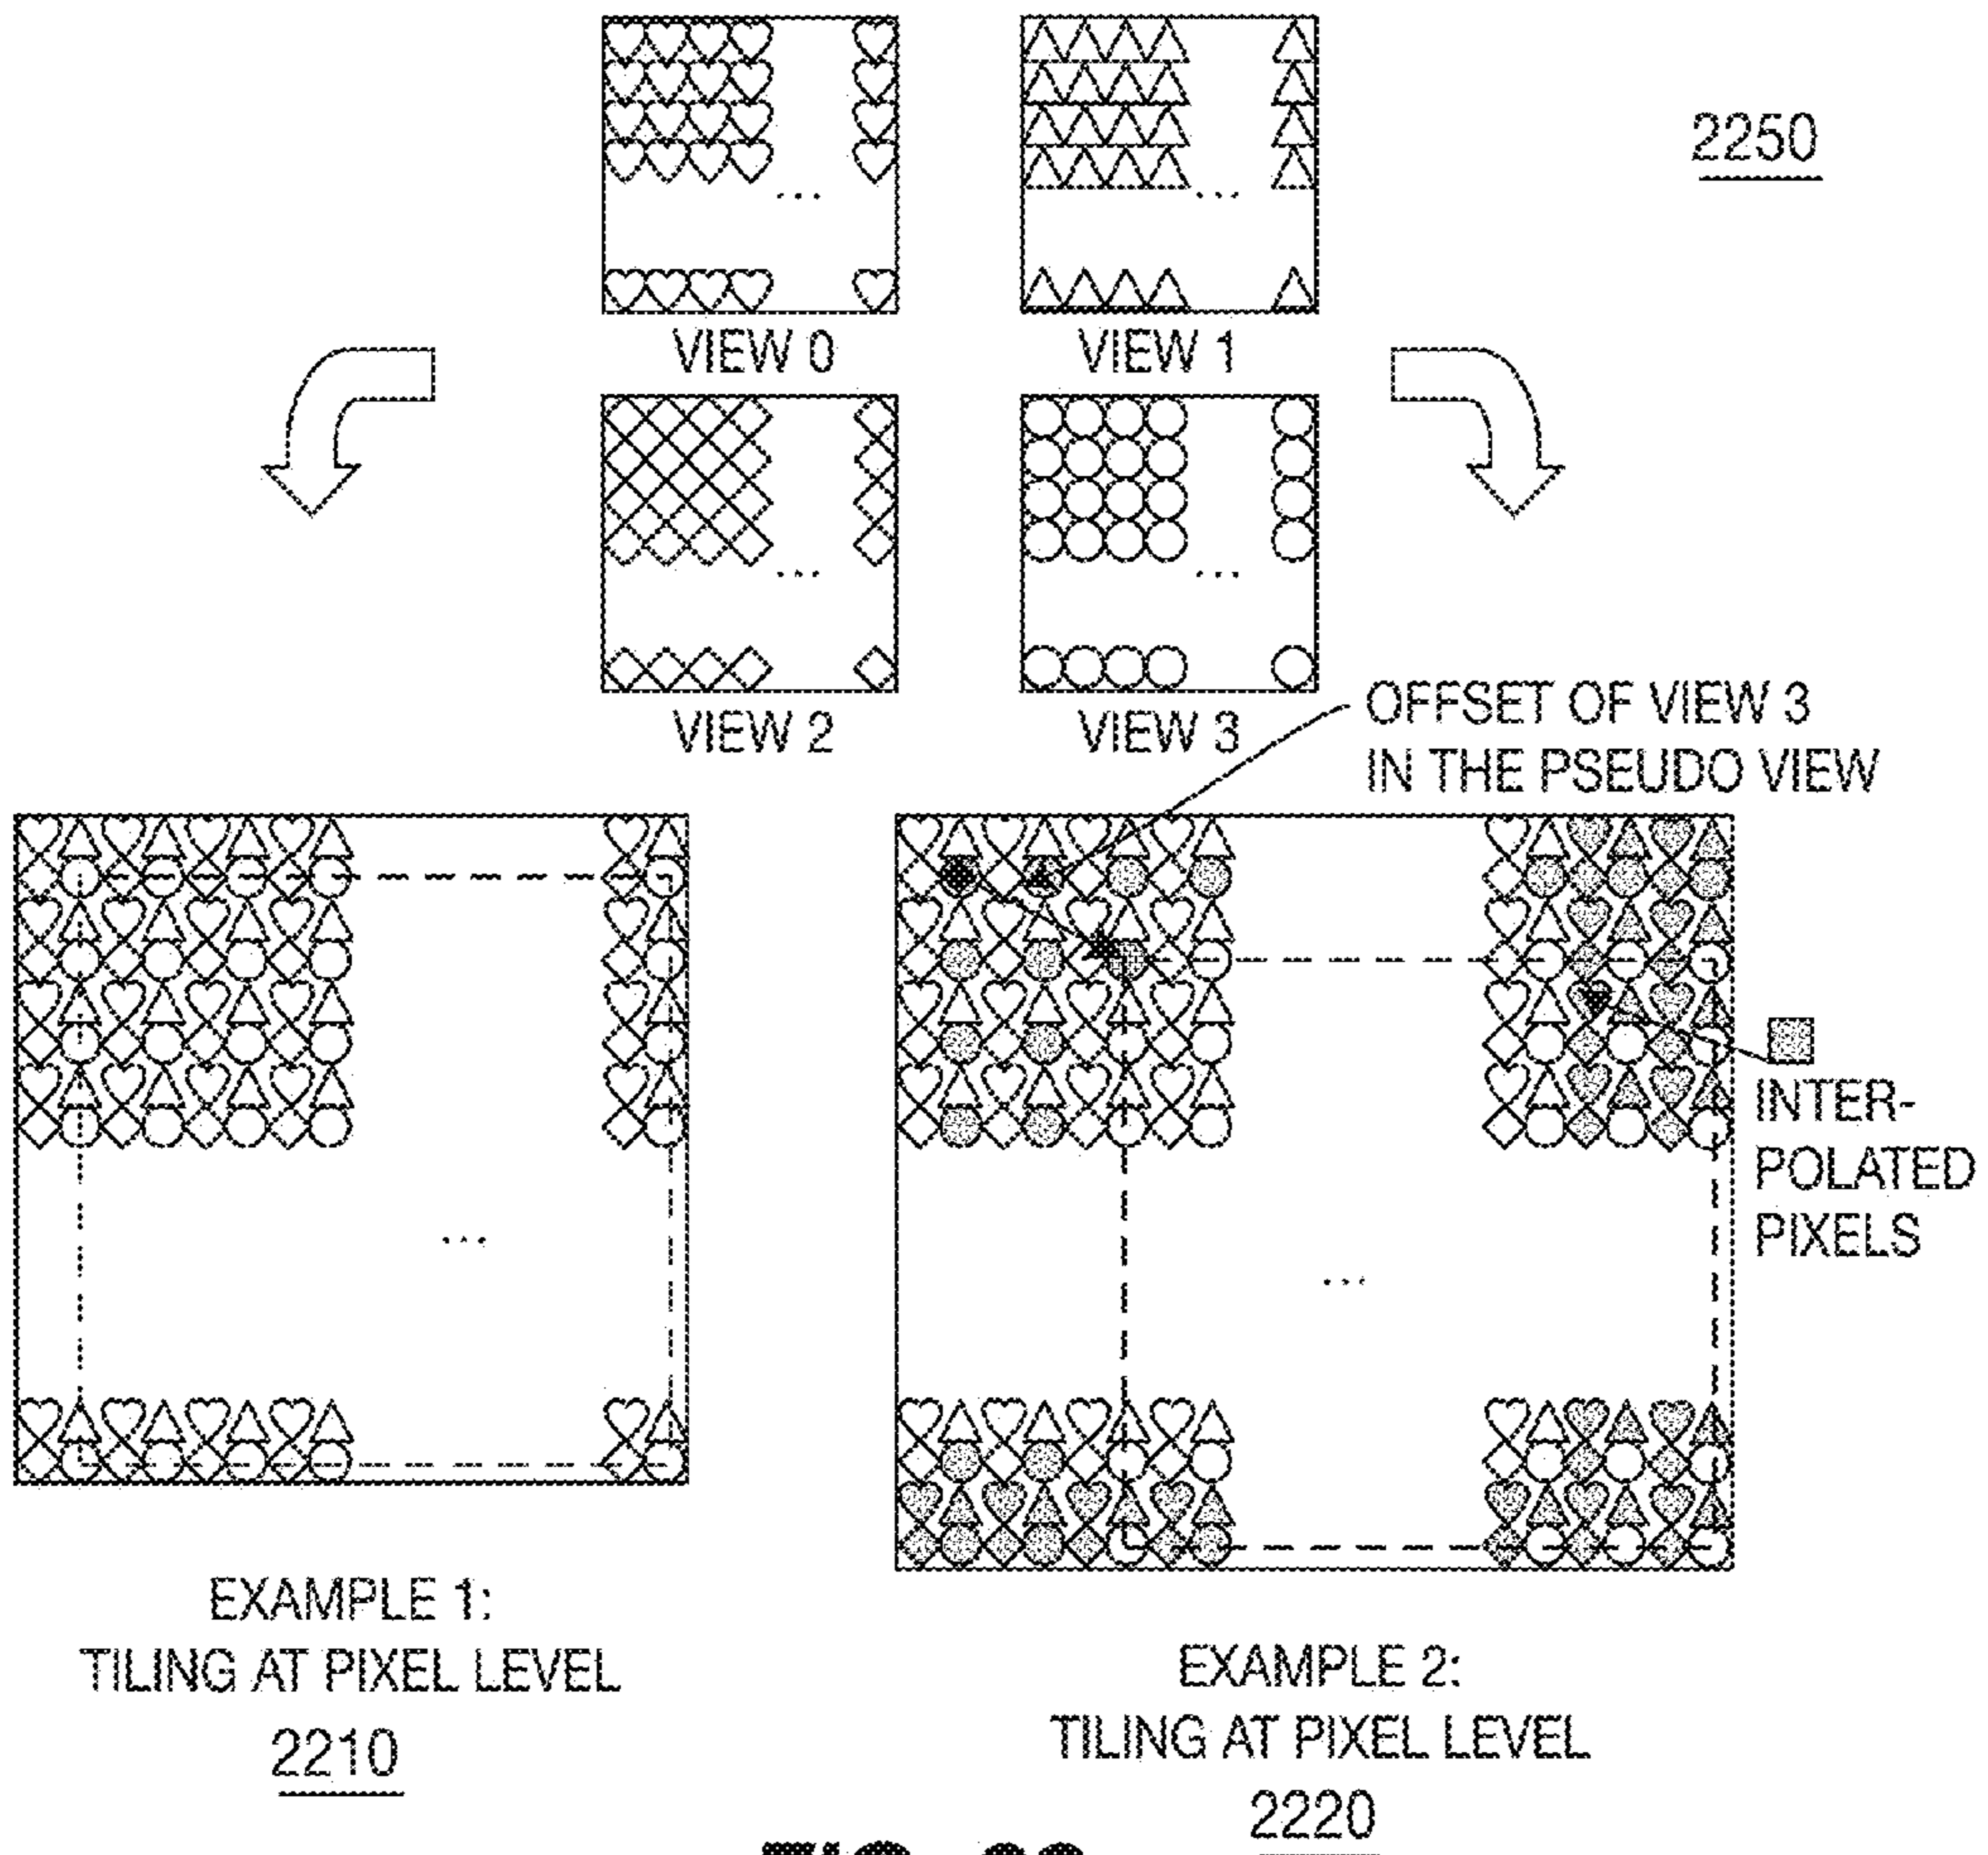 2250
VIEW 0
VIEW 1
VIEW 2
VIEW 3
OFFSET OF VIEW 3
IN THE PSEUDO VIEW
INTER-
POLATED
PIXELS
EXAMPLE 1:
TILING AT PIXEL LEVEL
2210
EXAMPLE 2:
TILING AT PIXEL LEVEL
2220